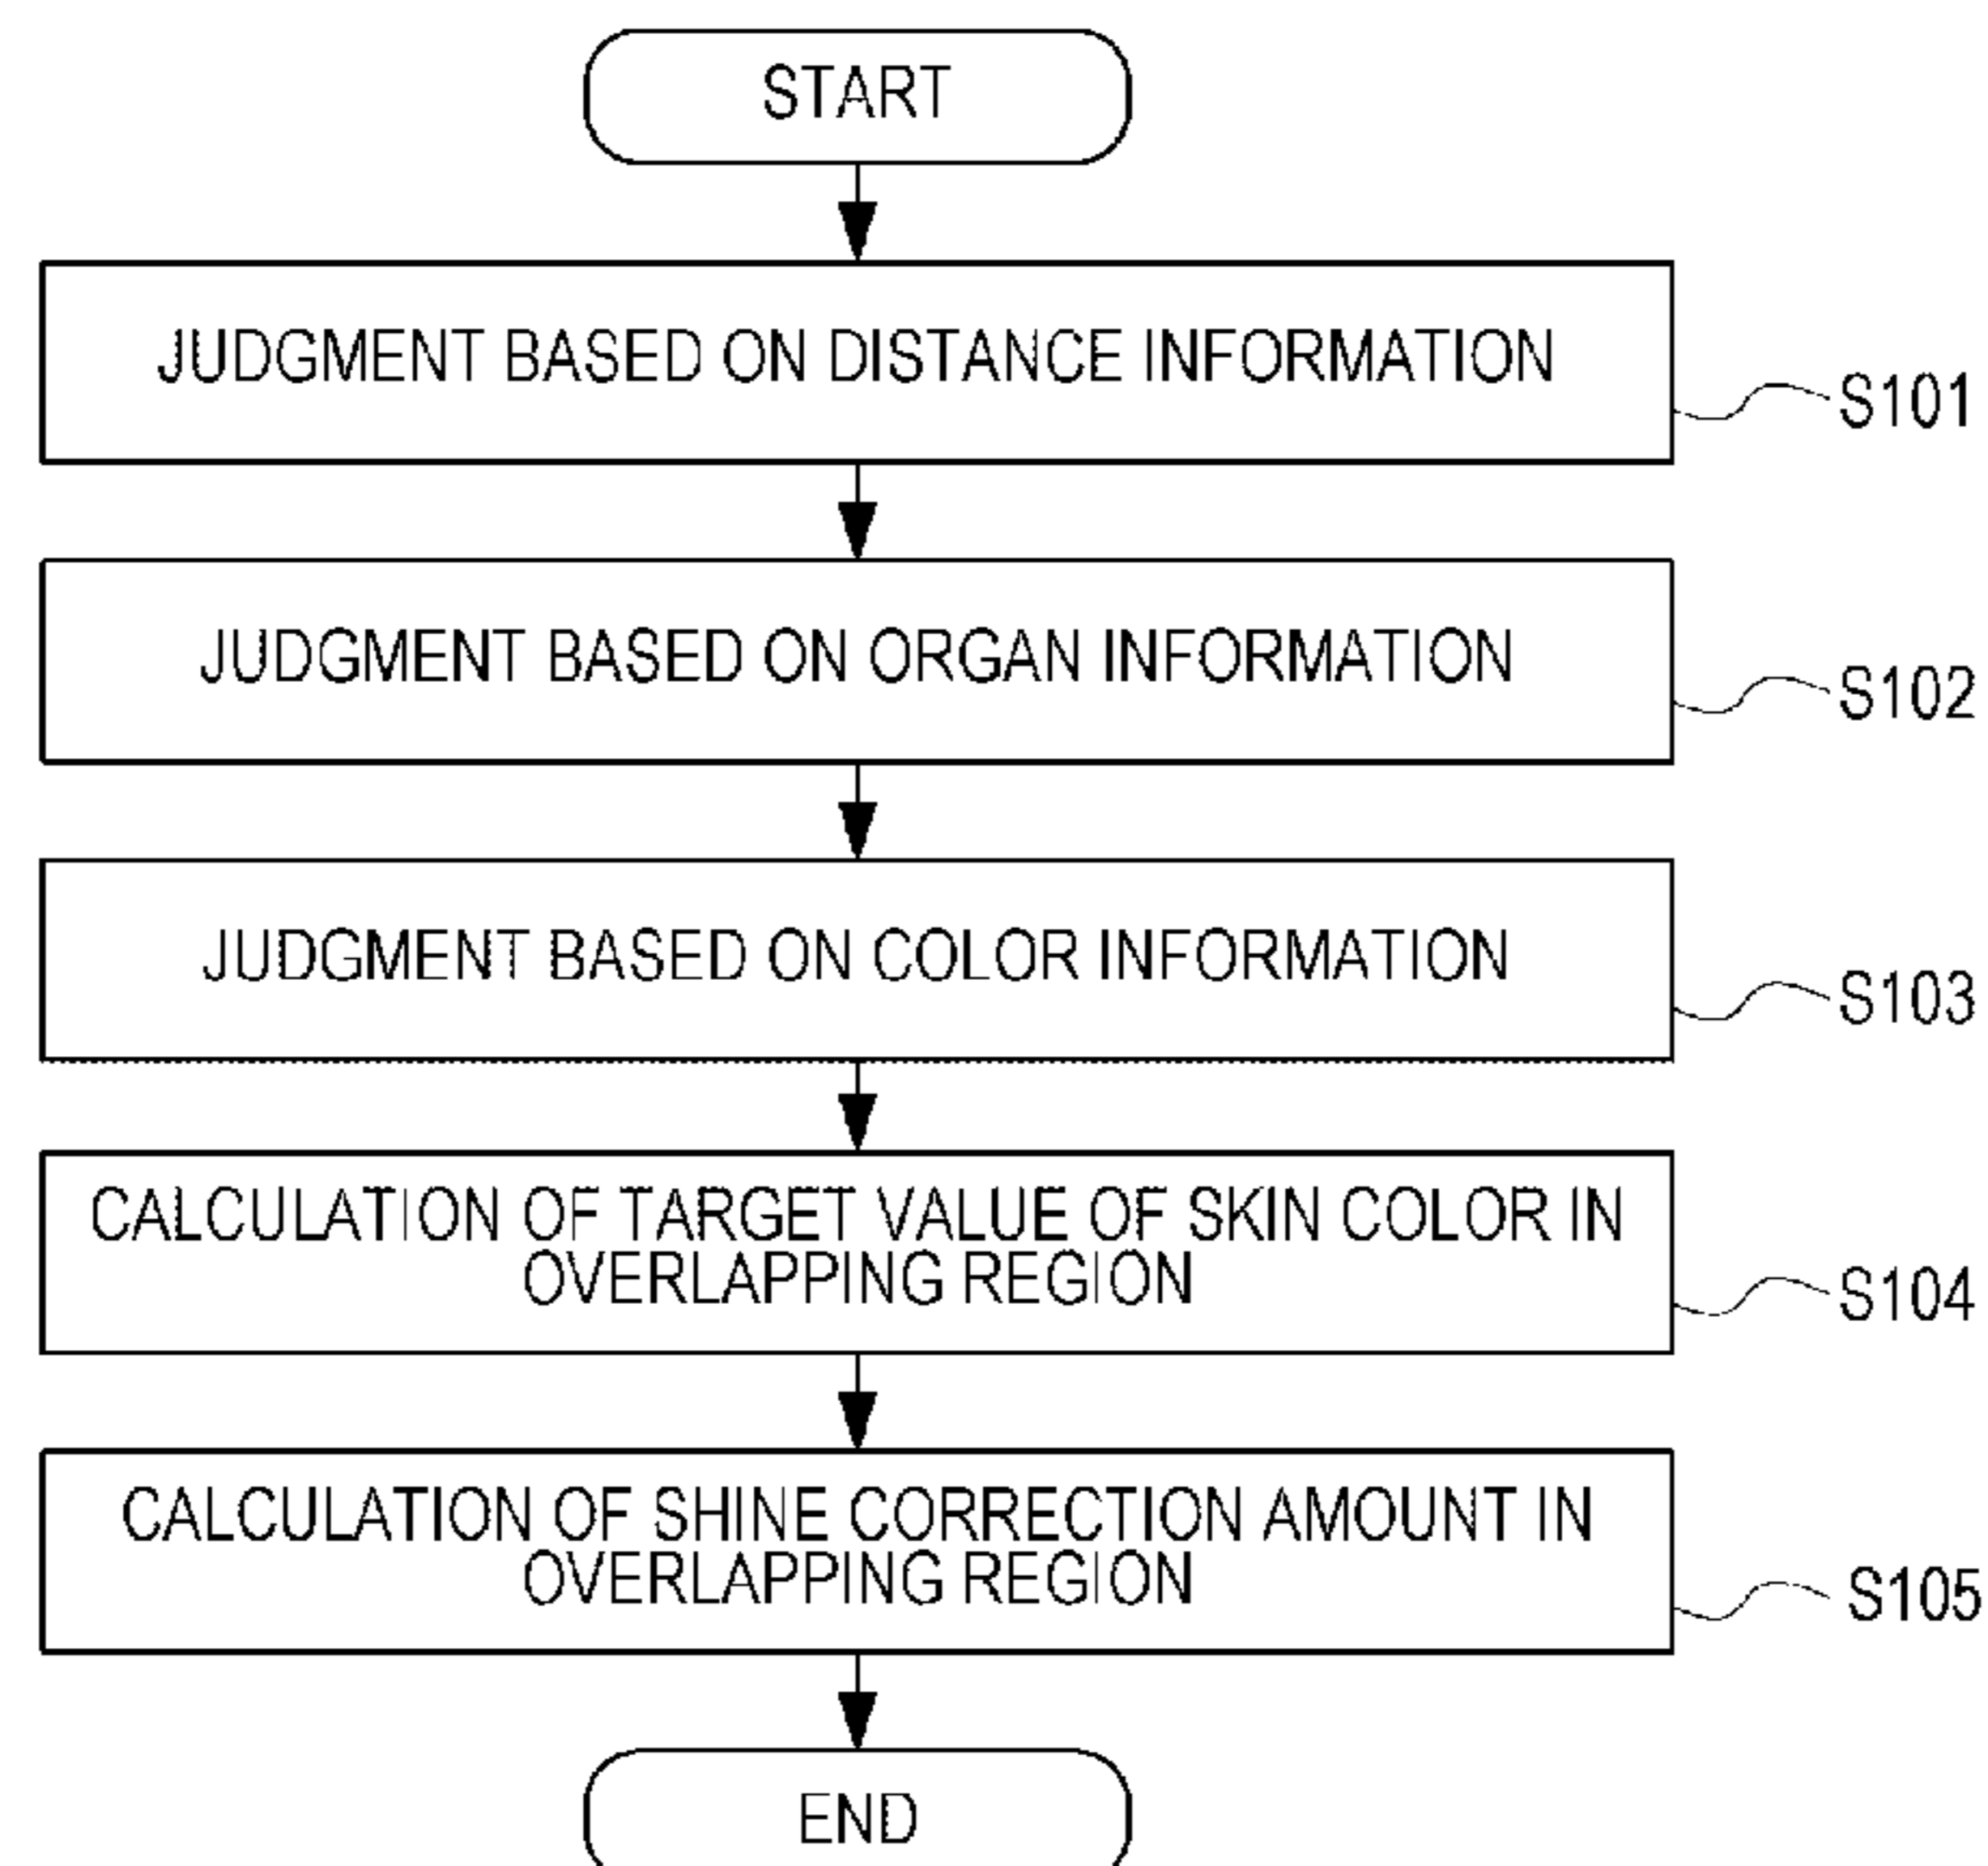 START
JUDGMENT BASED ON DISTANCE INFORMATION
S101
JUDGMENT BASED ON ORGAN INFORMATION
S102
JUDGMENT BASED ON COLOR INFORMATION
S103
CALCULATION OF TARGET VALUE OF SKIN COLOR IN
OVERLAPPING REGION
S104
CALCULATION OF SHINE CORRECTION AMOUNT IN
OVERLAPPING REGION
S105
END